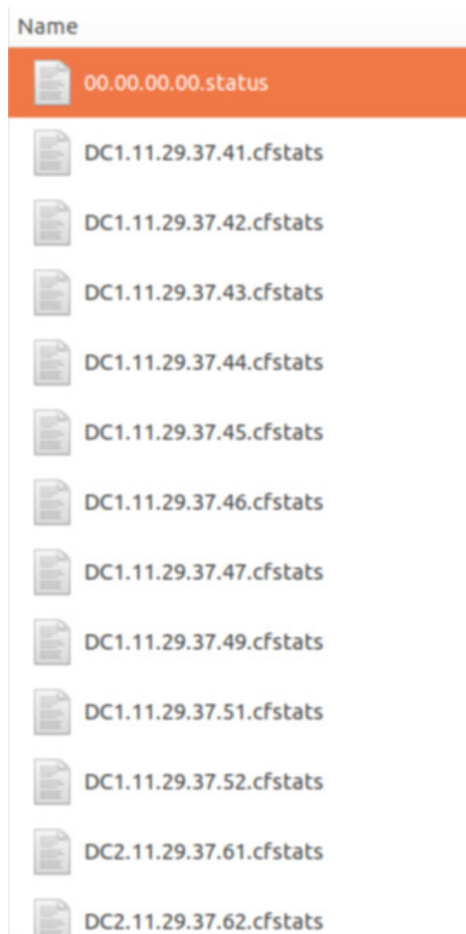 Name
00.00.00.00.status
DC1.11.29.37.41.cfstats
DC1.11.29.37.42.cfstats
DC1.11.29.37.43.cfstats
DC1.11.29.37.44.cfstats
DC1.11.29.37.45.cfstats
DC1.11.29.37.46.cfstats
DC1.11.29.37.47.cfstats
DC1.11.29.37.49.cfstats
DC1.11.29.37.51.cfstats
DC1.11.29.37.52.cfstats
DC2.11.29.37.61.cfstats
DC2.11.29.37.62.cfstats